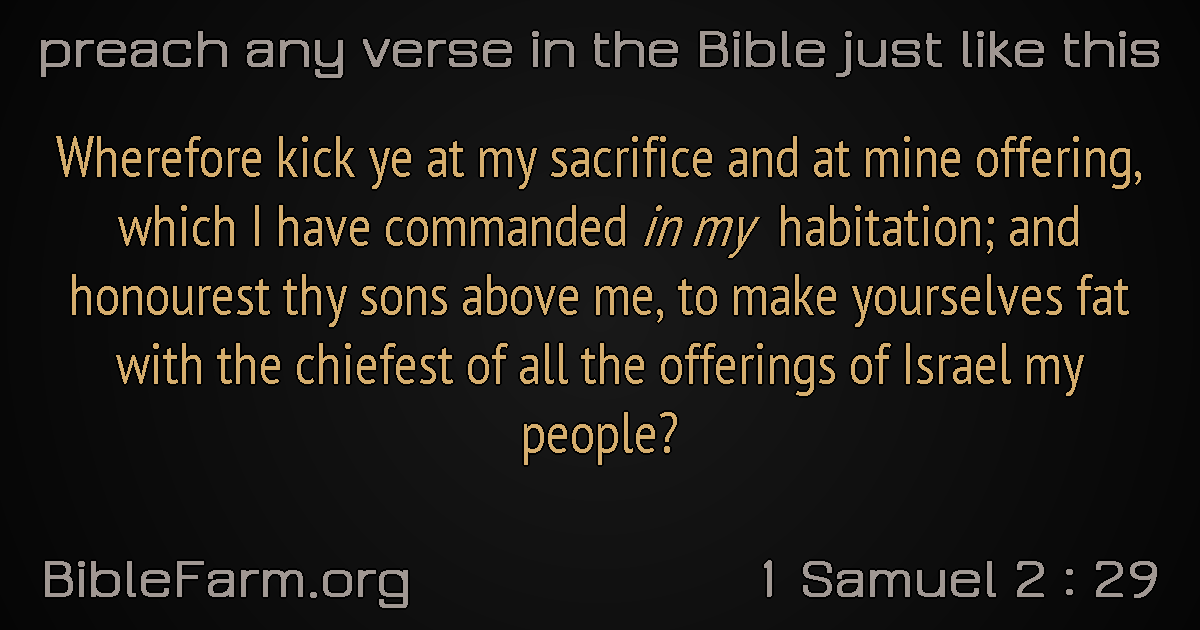 preach any verse in the Bible just like this
Wherefore kick ye at my sacrifice and at mine offering,
which I have commanded in my habitation; and
honourest thy sons above me, to make yourselves fat
with the chiefest of all the offerings of Israel my
people?
BibleFarm.org
1 Samuel 2 : 29